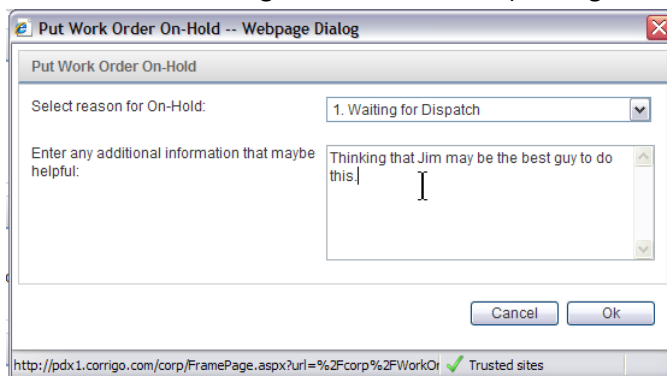 Put Work Order On-Hold -- Webpage Dialog
Put Work Order On-Hold
Select reason for On-Hold:
1. Waiting for Dispatch
Enter any additional information that maybe
helpful:
Thinking that Jim may be the best guy to do
this.
Cancel
Ok
http://pdx1.corrigo.com/corp/FramePage.aspx?url=%2Fcorp%2FWorkOr
Trusted sites